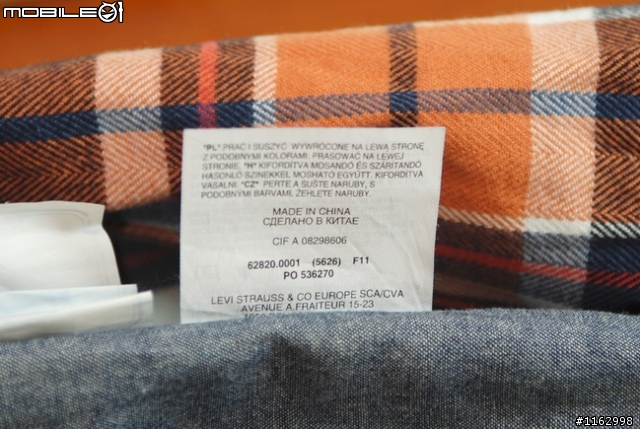 MOBILE01
"PL" PRAĆ I SUSZYĆ WYWRÓCONE NA LEWĄ STRONĘ
Z PODOBNYMI KOLORAMI. PRASOWAĆ NA LEWEJ
STRONIE. "H" KIFORDÍTVA MOSANDÓ ÉS SZÁRÍTANDÓ
HASONLÓ SZINEKKEL MOSHATÓ EGYÜTT. KIFORDÍTVA
VASALNI. "CZ" PERTE A SUŠTE NARUBY, S
PODOBNÝMI BARVAMI. ŽEHLETE NARUBY.
MADE IN CHINA
СДЕЛАНО В КИТАЕ
CIF A 08298606
62820.0001 (5626) F11
PO 536270
LEVI STRAUSS & CO EUROPE SCA/CVA
AVENUE A.FRAITEUR 15-23
#1162998